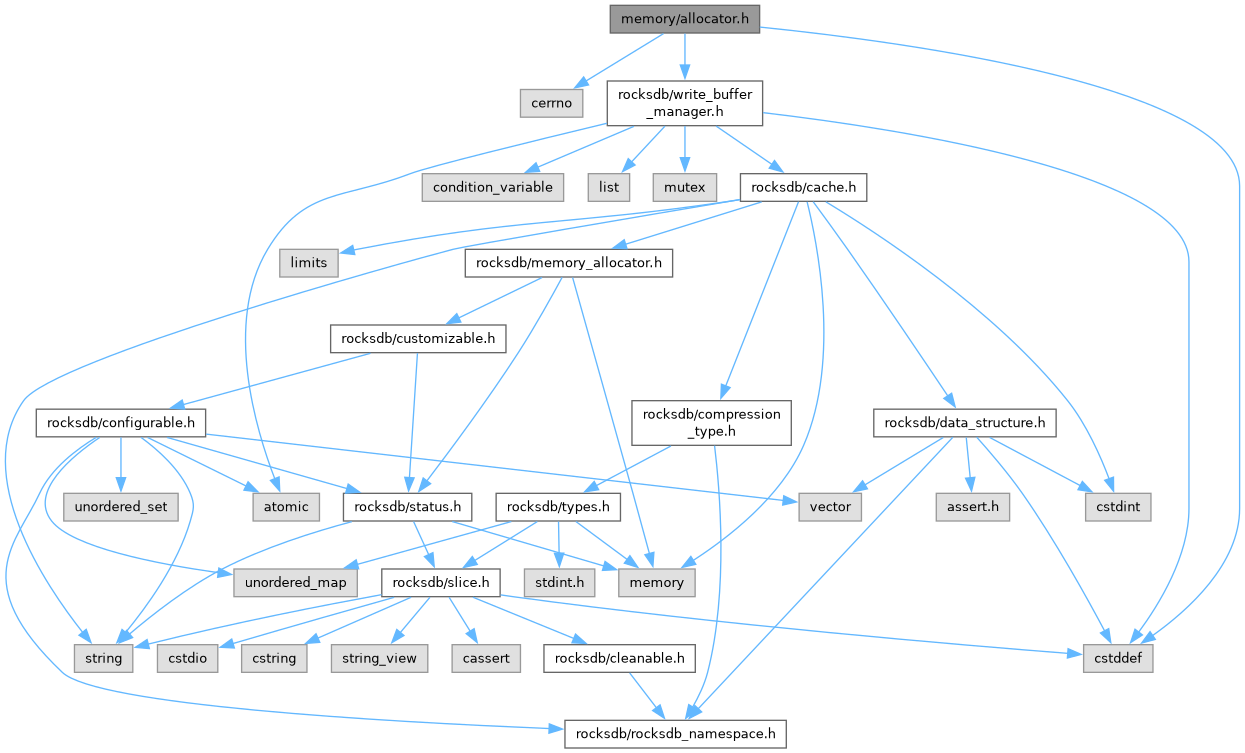 memory/allocator.h
cerrno
rocksdb/write_buffer
_manager.h
condition_variable
list
mutex
rocksdb/cache.h
limits
rocksdb/memory_allocator.h
rocksdb/customizable.h
rocksdb/configurable.h
rocksdb/compression
_type.h
rocksdb/data_structure.h
unordered_set
atomic
rocksdb/status.h
rocksdb/types.h
vector
assert.h
cstdint
unordered_map
rocksdb/slice.h
stdint.h
memory
string
cstdio
cstring
string_view
cassert
rocksdb/cleanable.h
cstddef
rocksdb/rocksdb_namespace.h